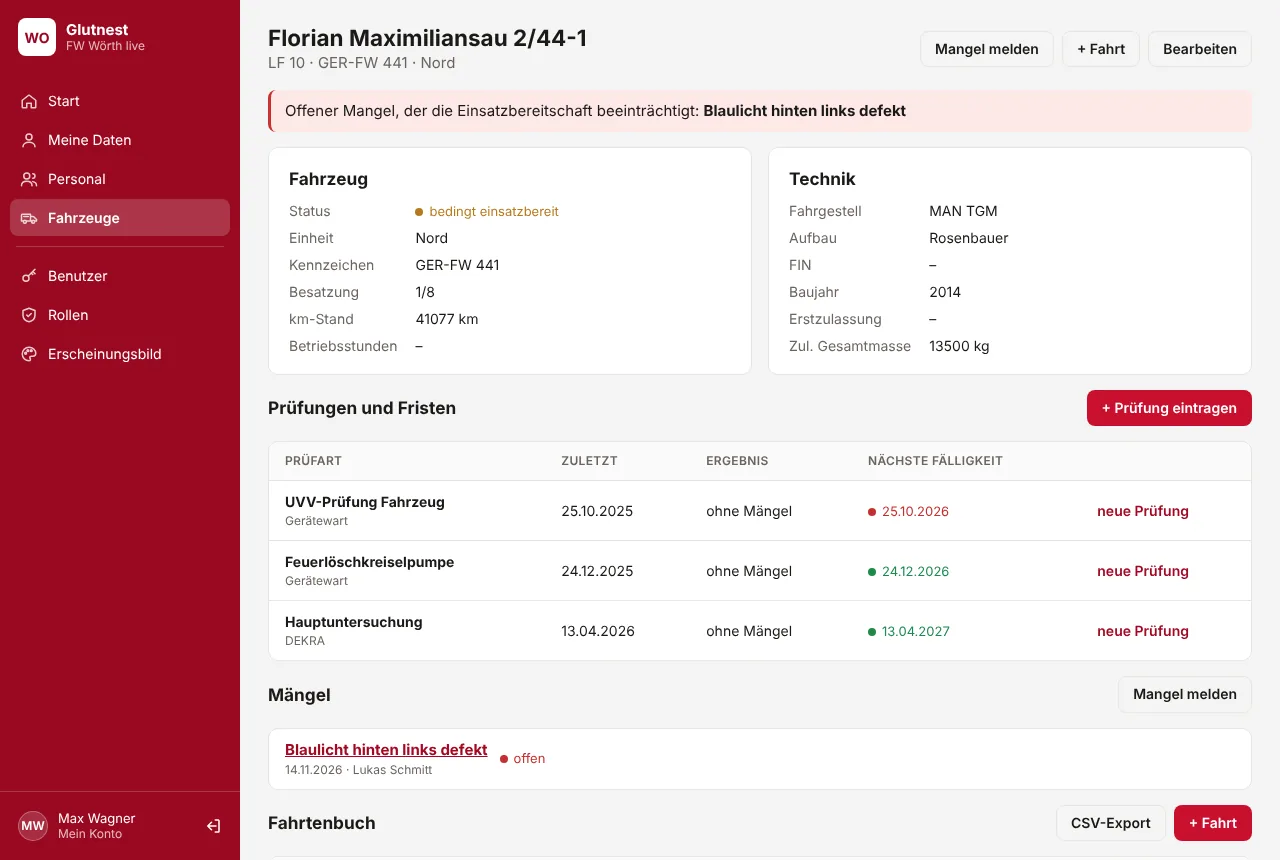 WO
Glutnest
FW Wörth live
Start
Meine Daten
Personal
Fahrzeuge
Benutzer
Rollen
Erscheinungsbild
MW
Max Wagner
Mein Konto
Florian Maximiliansau 2/44-1
LF 10 · GER-FW 441 · Nord
Mangel melden
+ Fahrt
Bearbeiten
Offener Mangel, der die Einsatzbereitschaft beeinträchtigt: Blaulicht hinten links defekt
Fahrzeug
Status bedingt einsatzbereit
Einheit Nord
Kennzeichen GER-FW 441
Besatzung 1/8
km-Stand 41077 km
Betriebsstunden –
Technik
Fahrgestell MAN TGM
Aufbau Rosenbauer
FIN –
Baujahr 2014
Erstzulassung –
Zul. Gesamtmasse 13500 kg
Prüfungen und Fristen
+ Prüfung eintragen
PRÜFART ZULETZT ERGEBNIS NÄCHSTE FÄLLIGKEIT
UVV-Prüfung Fahrzeug
Gerätewart
25.10.2025 ohne Mängel 25.10.2026 neue Prüfung
Feuerlöschkreiselpumpe
Gerätewart
24.12.2025 ohne Mängel 24.12.2026 neue Prüfung
Hauptuntersuchung
DEKRA
13.04.2026 ohne Mängel 13.04.2027 neue Prüfung
Mängel
Mangel melden
Blaulicht hinten links defekt offen
14.11.2026 · Lukas Schmitt
Fahrtenbuch
CSV-Export
+ Fahrt